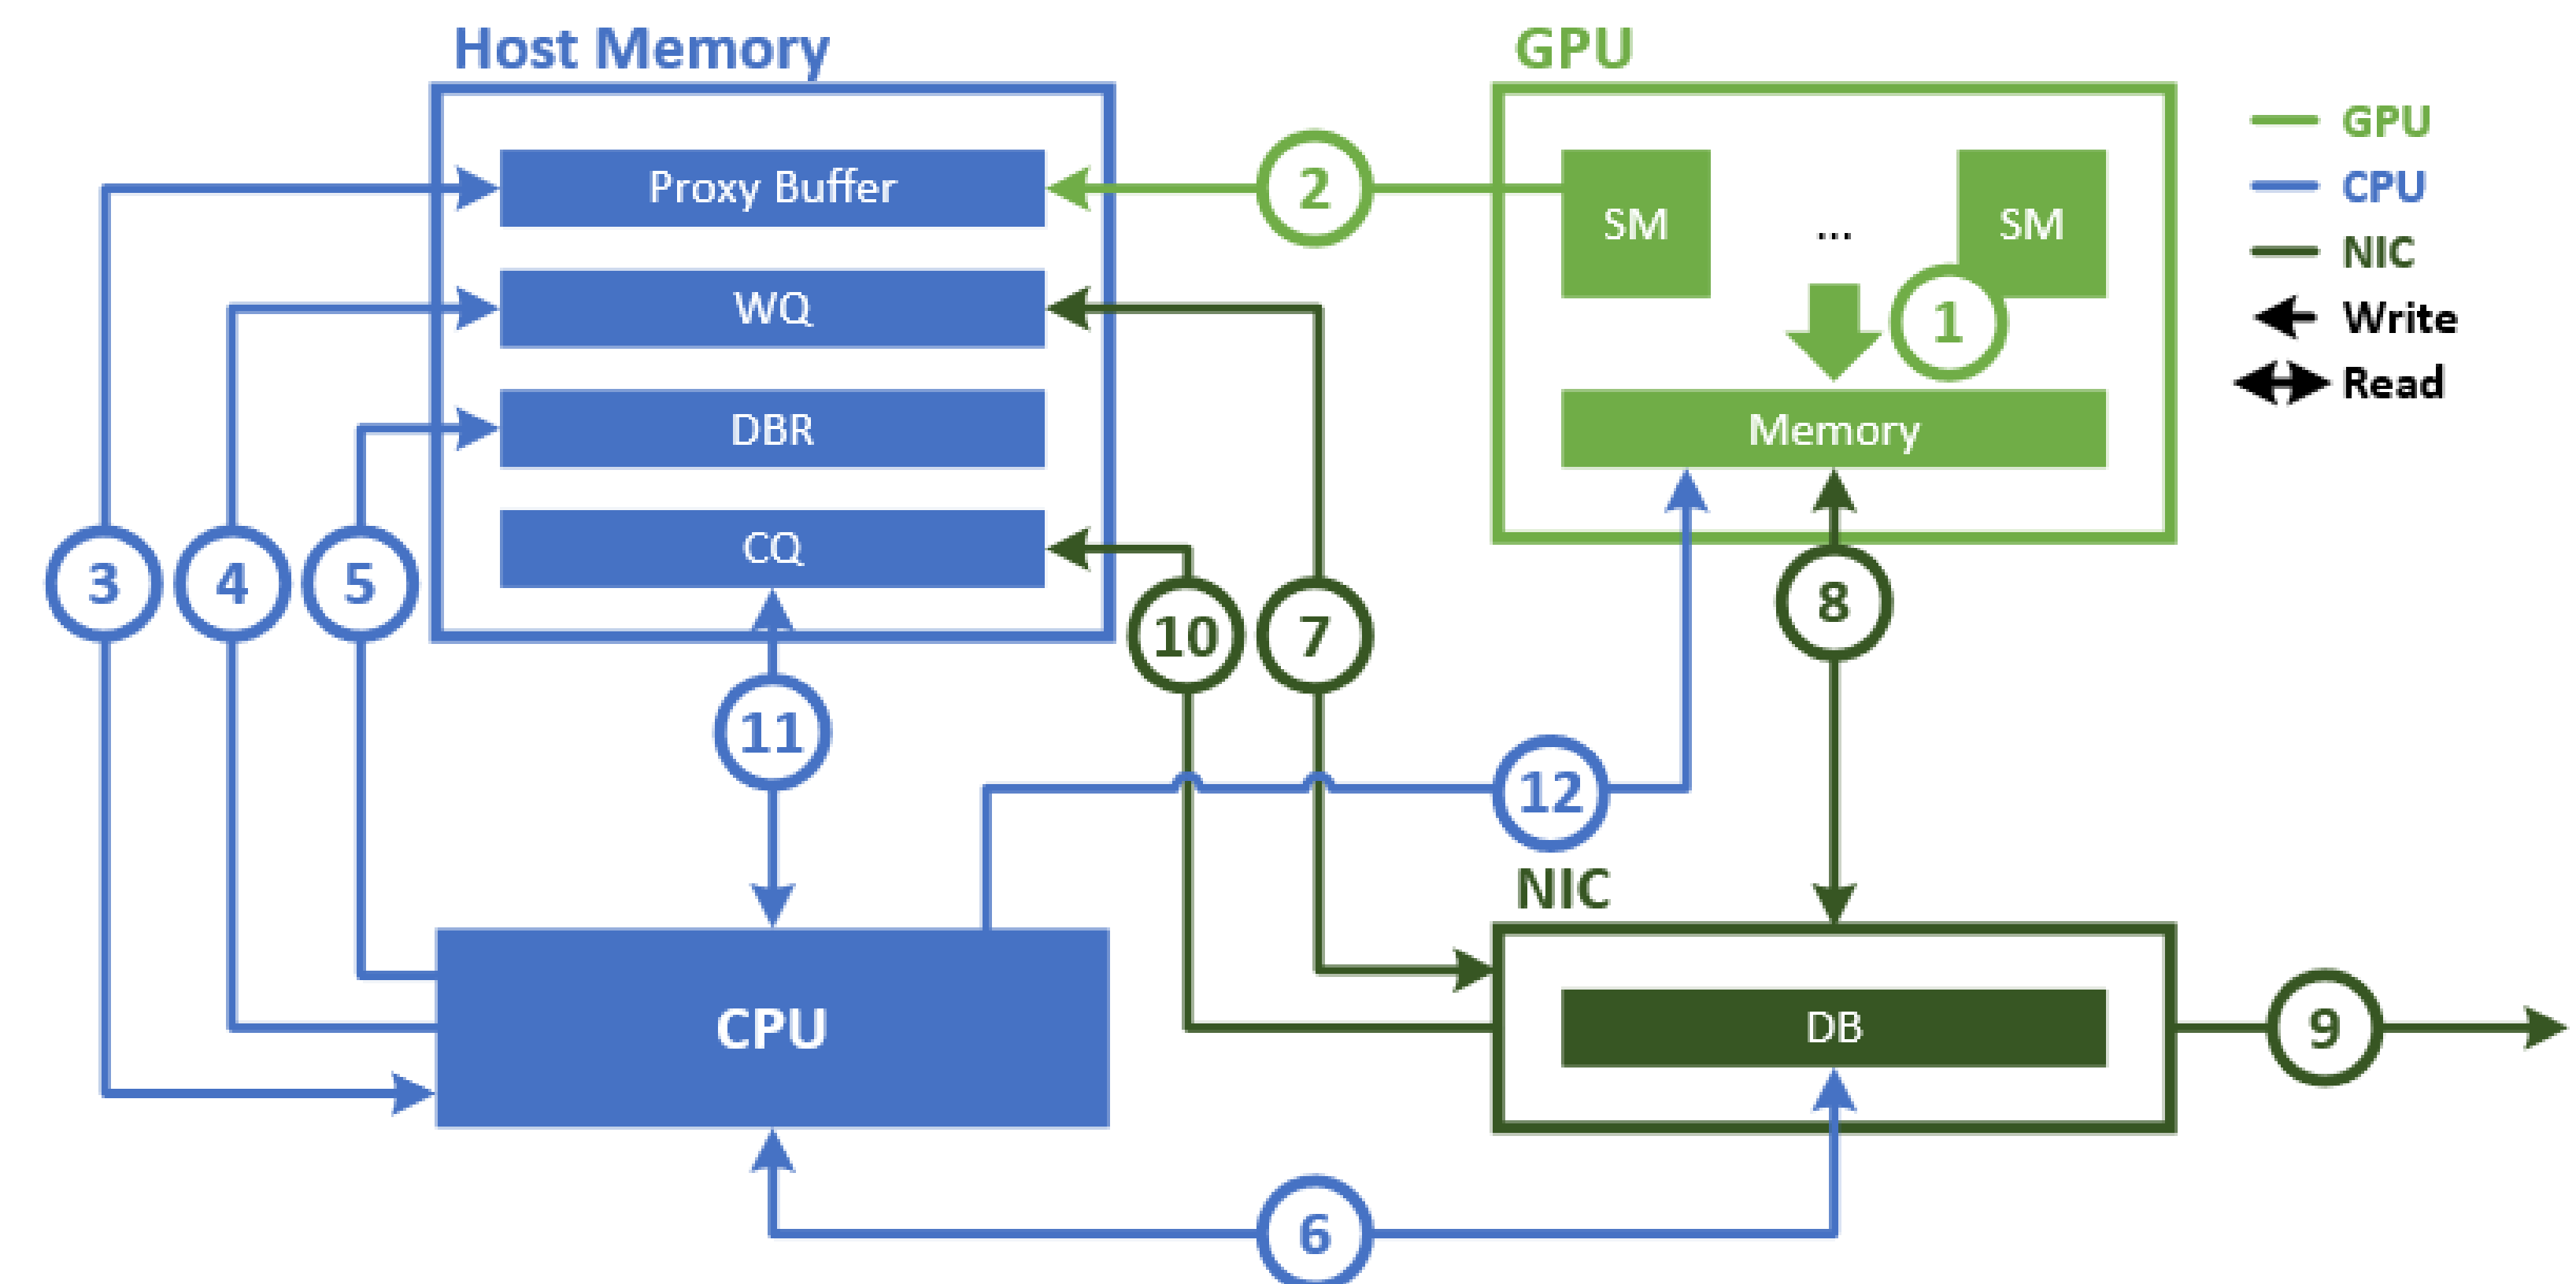 Host Memory
Proxy Buffer
WQ
DBR
CQ
GPU
SM
...
SM
Memory
GPU
CPU
NIC
Write
Read
1
2
3
4
5
10
7
8
11
12
CPU
NIC
DB
9
6